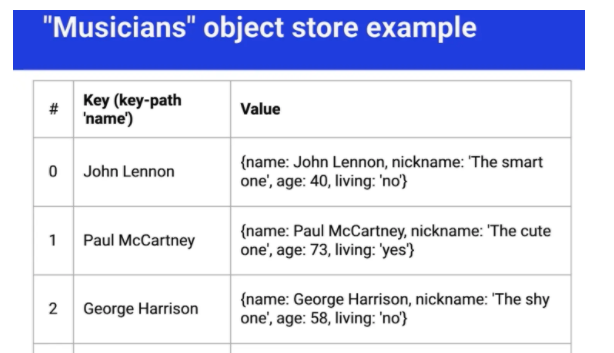 "Musicians" object store example
# Key (key-path 'name') Value
0 John Lennon {name: John Lennon, nickname: 'The smart
one', age: 40, living: 'no'}
1 Paul McCartney {name: Paul McCartney, nickname: 'The cute
one', age: 73, living: 'yes'}
2 George Harrison {name: George Harrison, nickname: 'The shy
one', age: 58, living: 'no'}